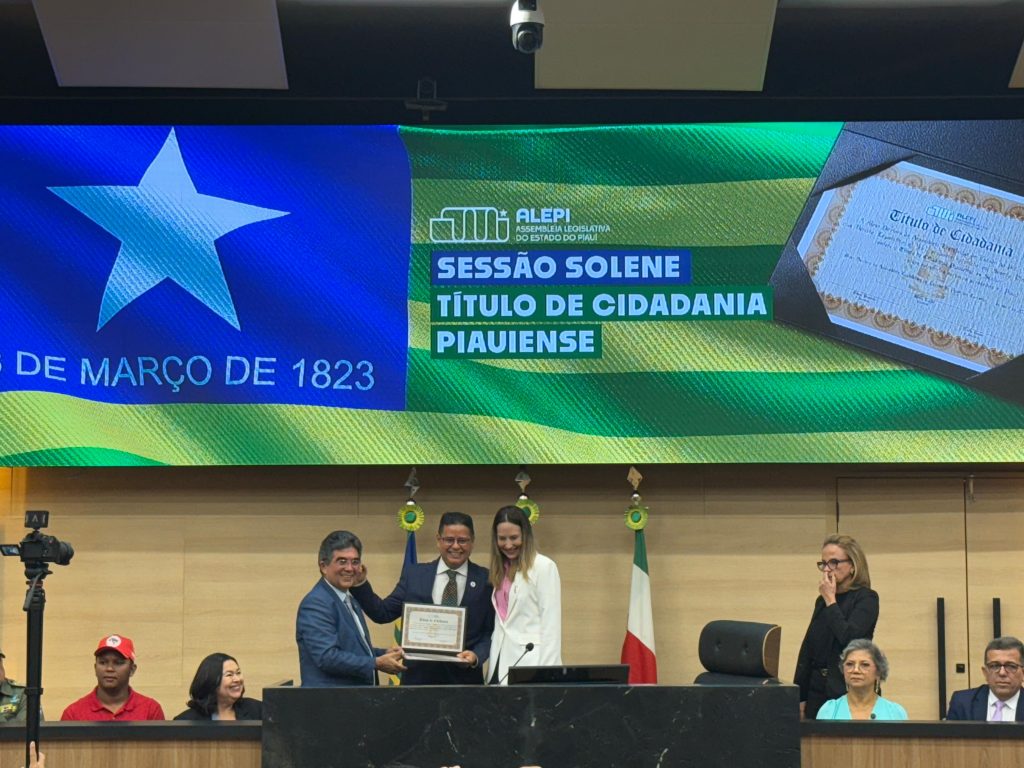 DE MARÇO DE 1823
ALEPI
ASSEMBLEIA LEGISLATIVA
DO ESTADO DO PIAUÍ
SESSÃO SOLENE
TÍTULO DE CIDADANIA
PIAUIENSE
ALEPI
Título de Cidadania